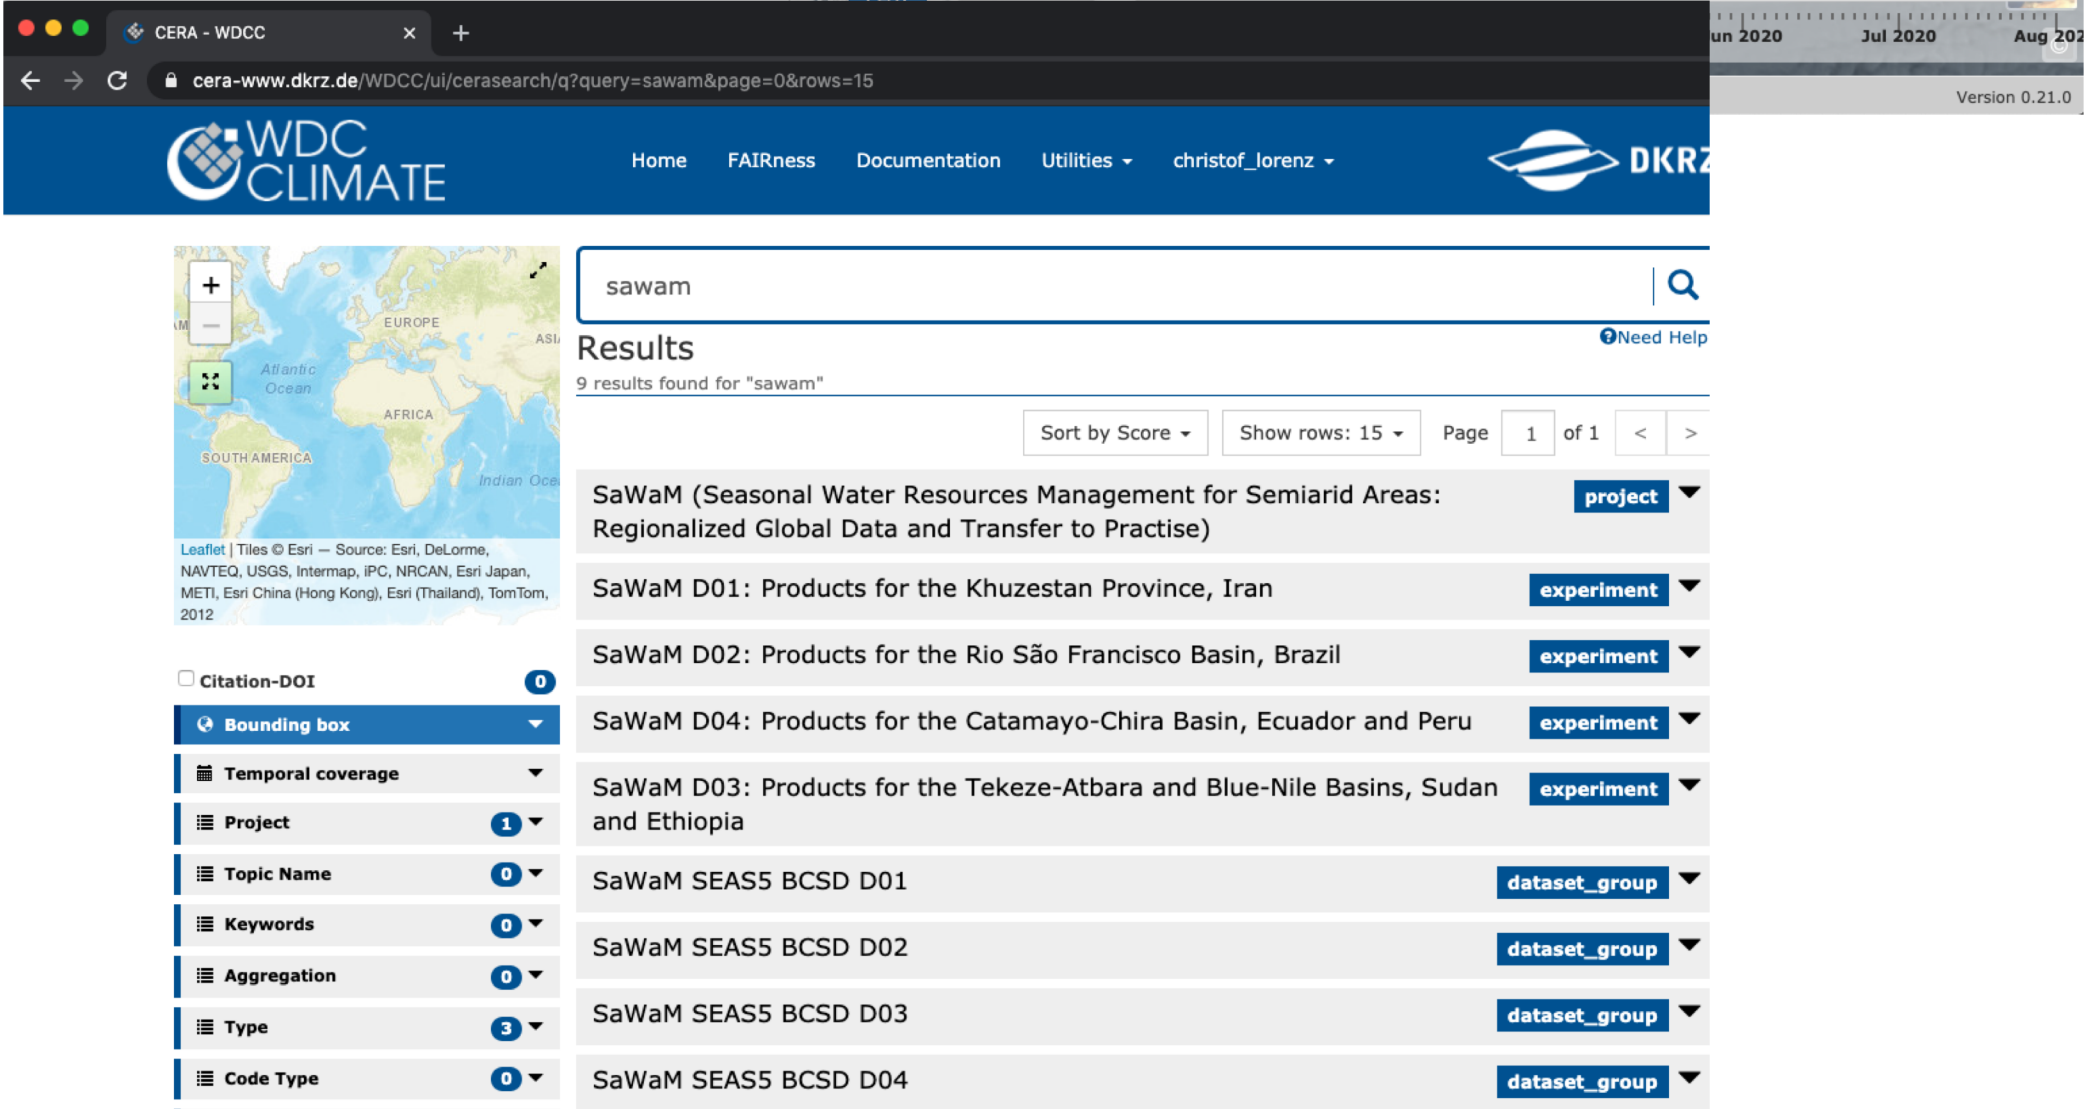 CERA - WDCC
un 2020
Jul 2020
Aug 202
cera-www.dkrz.de/WDCC/ui/cerasearch/q?query=sawam&page=0&rows=15
Version 0.21.0
WDC
CLIMATE
Home
FAIRness
Documentation
Utilities
christof_lorenz
DKRZ
EUROPE
ASIA
AM
Atlantic
Ocean
AFRICA
SOUTH AMERICA
Indian Oce
Leaflet | Tiles © Esri — Source: Esri, DeLorme,
NAVTEQ, USGS, Intermap, iPC, NRCAN, Esri Japan,
METI, Esri China (Hong Kong), Esri (Thailand), TomTom,
2012
Citation-DOI 0
Bounding box
Temporal coverage
Project 1
Topic Name 0
Keywords 0
Aggregation 0
Type 3
Code Type 0
sawam
Need Help
Results
9 results found for "sawam"
Sort by Score
Show rows: 15
Page 1 of 1 < >
SaWaM (Seasonal Water Resources Management for Semiarid Areas: project
Regionalized Global Data and Transfer to Practise)
SaWaM D01: Products for the Khuzestan Province, Iran experiment
SaWaM D02: Products for the Rio São Francisco Basin, Brazil experiment
SaWaM D04: Products for the Catamayo-Chira Basin, Ecuador and Peru experiment
SaWaM D03: Products for the Tekeze-Atbara and Blue-Nile Basins, Sudan experiment
and Ethiopia
SaWaM SEAS5 BCSD D01 dataset_group
SaWaM SEAS5 BCSD D02 dataset_group
SaWaM SEAS5 BCSD D03 dataset_group
SaWaM SEAS5 BCSD D04 dataset_group